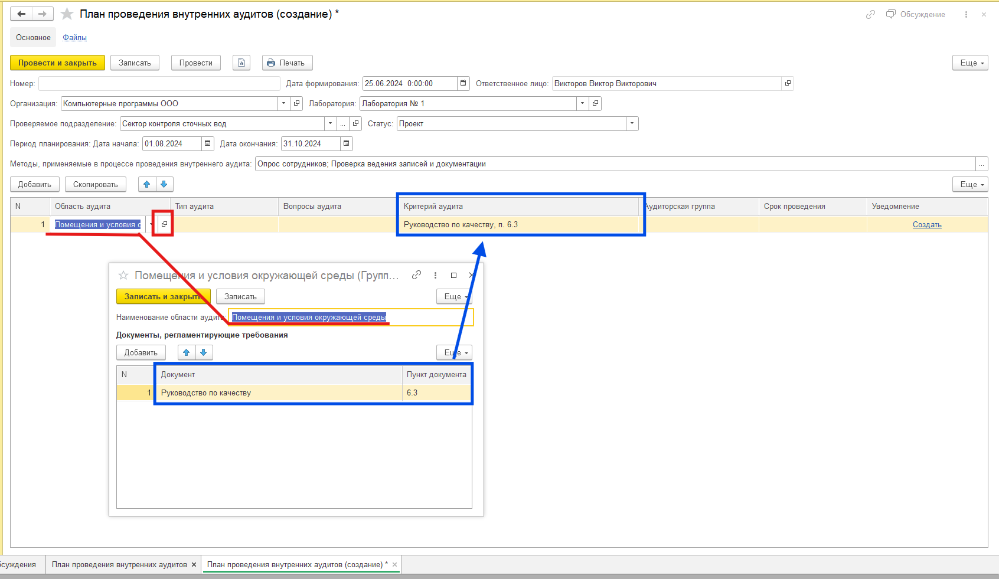 План проведения внутренних аудитов (создание) *
Обсуждение
Основное Файлы
Провести и закрыть Записать Провести Печать Еще
Номер: Дата формирования: 25.06.2024 0:00:00 Ответственное лицо: Викторов Виктор Викторович
Организация: Компьютерные программы ООО Лаборатория: Лаборатория № 1
Проверяемое подразделение: Сектор контроля сточных вод ... Статус: Проект
Период планирования: Дата начала: 01.08.2024 Дата окончания: 31.10.2024
Методы, применяемые в процессе проведения внутреннего аудита: Опрос сотрудников; Проверка ведения записей и документации ...
Добавить Скопировать Еще
N Область аудита Тип аудита Вопросы аудита Критерий аудита Аудиторская группа Срок проведения Уведомление
1 Помещения и условия о Руководство по качеству, п. 6.3 Создать
Помещения и условия окружающей среды (Групп...
Записать и закрыть Записать Еще
Наименование области аудита: Помещения и условия окружающей среды
Документы, регламентирующие требования
Добавить Еще
N Документ Пункт документа
1 Руководство по качеству 6.3
бсуждения План проведения внутренних аудитов План проведения внутренних аудитов (создание) *